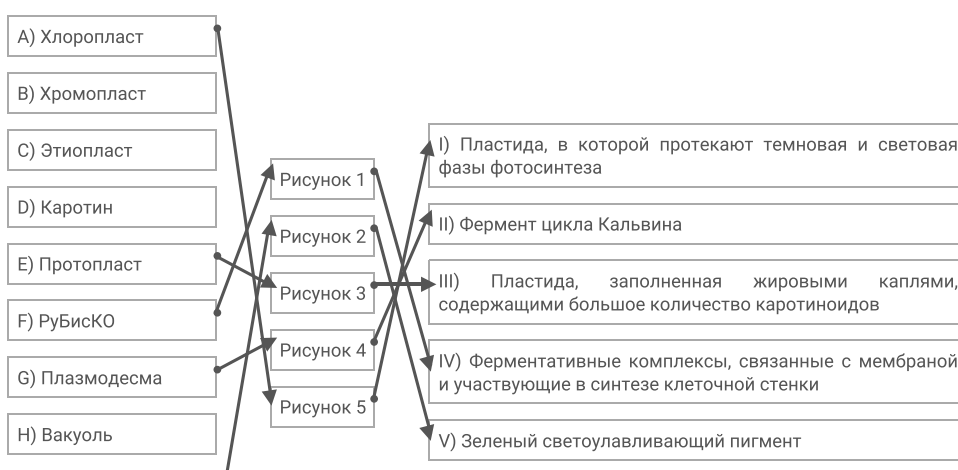 A) Хлоропласт
B) Хромопласт
C) Этиопласт
D) Каротин
E) Протопласт
F) РуБисКО
G) Плазмодесма
H) Вакуоль
Рисунок 1
Рисунок 2
Рисунок 3
Рисунок 4
Рисунок 5
I) Пластида, в которой протекают темновая и световая
фазы фотосинтеза
II) Фермент цикла Кальвина
III) Пластида, заполненная жировыми каплями,
содержащими большое количество каротиноидов
IV) Ферментативные комплексы, связанные с мембраной
и участвующие в синтезе клеточной стенки
V) Зеленый светоулавливающий пигмент